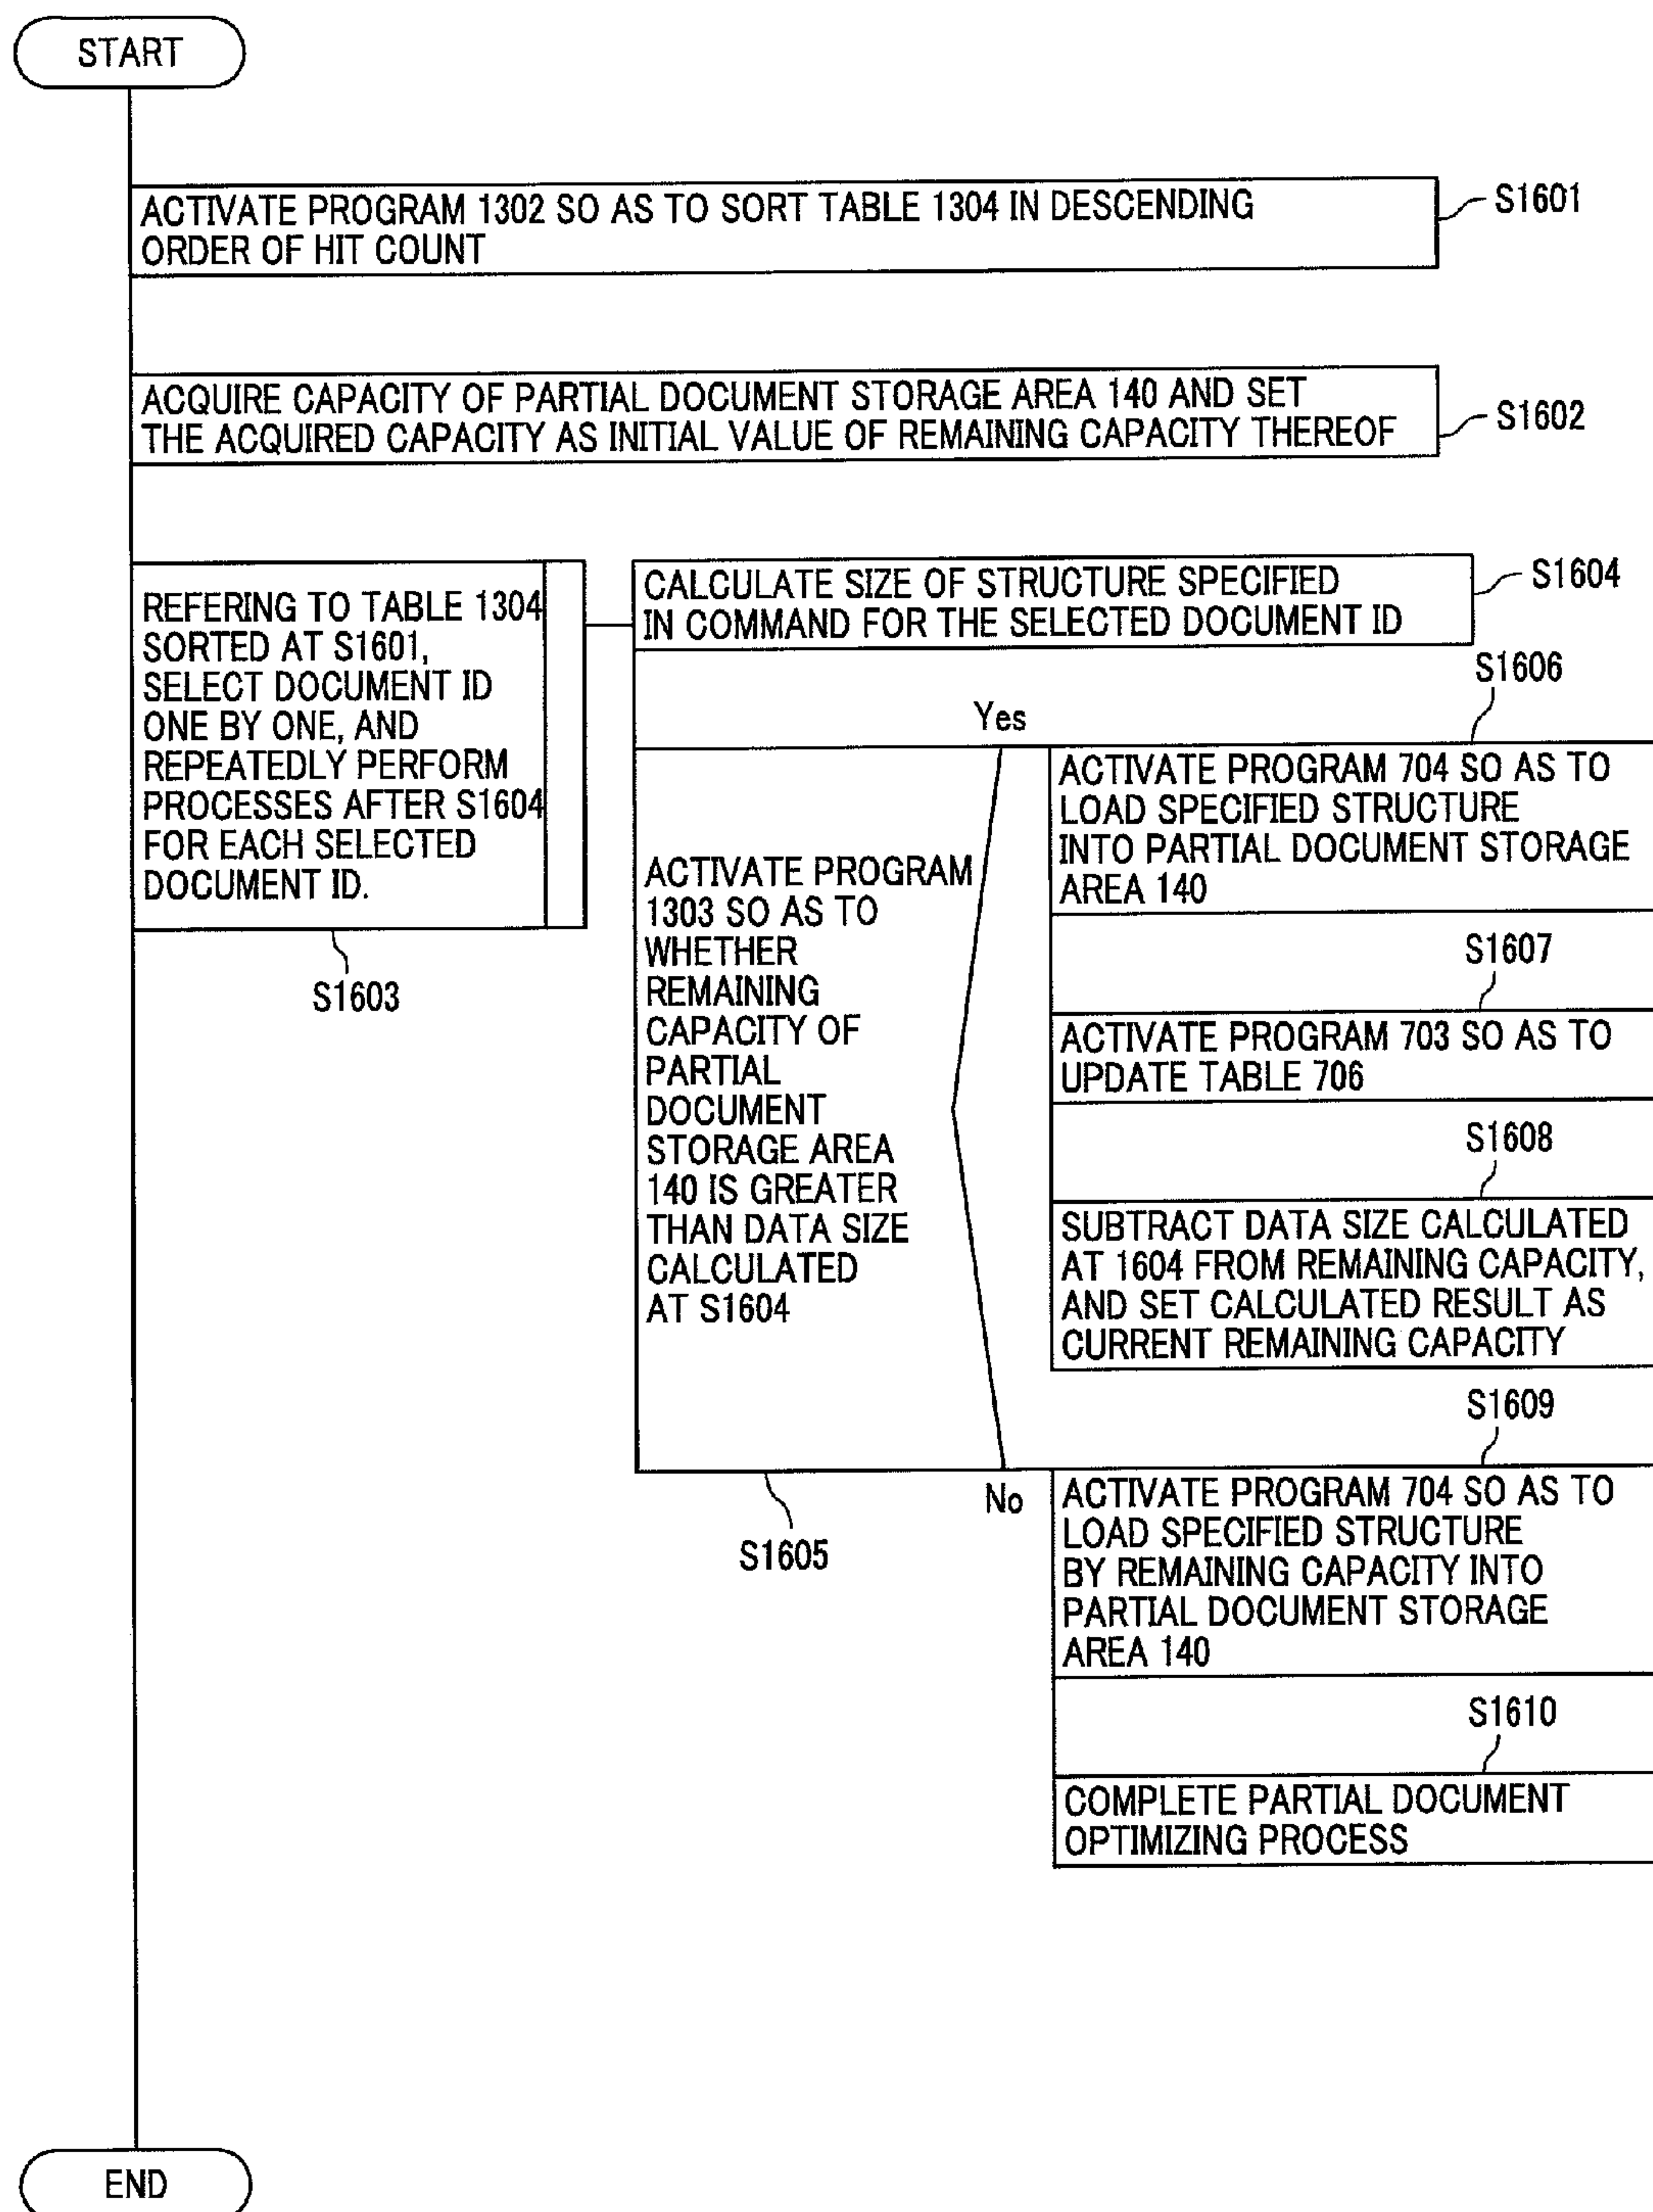 START
ACTIVATE PROGRAM 1302 SO AS TO SORT TABLE 1304 IN DESCENDING
ORDER OF HIT COUNT
S1601
ACQUIRE CAPACITY OF PARTIAL DOCUMENT STORAGE AREA 140 AND SET
THE ACQUIRED CAPACITY AS INITIAL VALUE OF REMAINING CAPACITY THEREOF
S1602
REFERING TO TABLE 1304
SORTED AT S1601,
SELECT DOCUMENT ID
ONE BY ONE, AND
REPEATEDLY PERFORM
PROCESSES AFTER S1604
FOR EACH SELECTED
DOCUMENT ID.
S1603
CALCULATE SIZE OF STRUCTURE SPECIFIED
IN COMMAND FOR THE SELECTED DOCUMENT ID
S1604
ACTIVATE PROGRAM
1303 SO AS TO
WHETHER
REMAINING
CAPACITY OF
PARTIAL
DOCUMENT
STORAGE AREA
140 IS GREATER
THAN DATA SIZE
CALCULATED
AT S1604
S1605
Yes
S1606
ACTIVATE PROGRAM 704 SO AS TO
LOAD SPECIFIED STRUCTURE
INTO PARTIAL DOCUMENT STORAGE
AREA 140
S1607
ACTIVATE PROGRAM 703 SO AS TO
UPDATE TABLE 706
S1608
SUBTRACT DATA SIZE CALCULATED
AT 1604 FROM REMAINING CAPACITY,
AND SET CALCULATED RESULT AS
CURRENT REMAINING CAPACITY
No
S1609
ACTIVATE PROGRAM 704 SO AS TO
LOAD SPECIFIED STRUCTURE
BY REMAINING CAPACITY INTO
PARTIAL DOCUMENT STORAGE
AREA 140
S1610
COMPLETE PARTIAL DOCUMENT
OPTIMIZING PROCESS
END